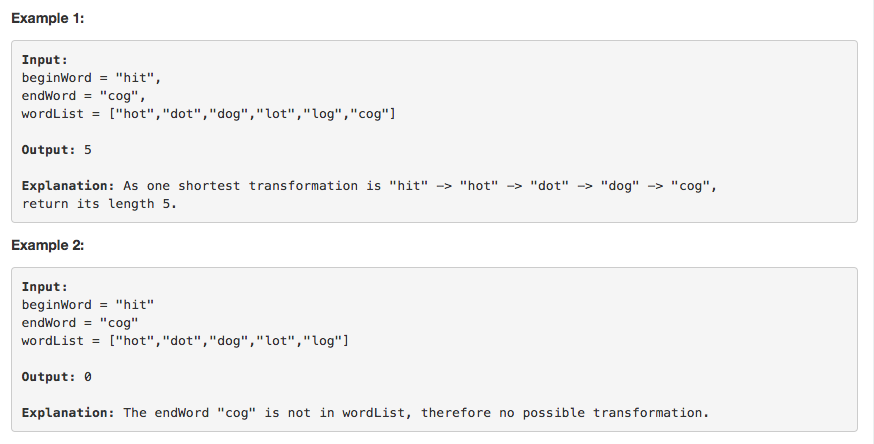 Example 1:
Input:
beginWord = "hit",
endWord = "cog",
wordList = ["hot","dot","dog","lot","log","cog"]
Output: 5
Explanation: As one shortest transformation is "hit" -> "hot" -> "dot" -> "dog" -> "cog",
return its length 5.
Example 2:
Input:
beginWord = "hit"
endWord = "cog"
wordList = ["hot","dot","dog","lot","log"]
Output: 0
Explanation: The endWord "cog" is not in wordList, therefore no possible transformation.